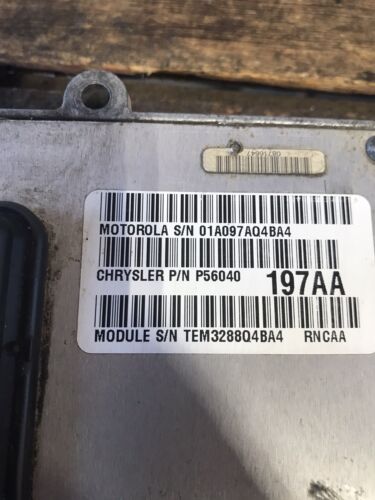 MOTOROLA S/N 01A097AQ4BA4
CHRYSLER P/N P56040 197AA
MODULE S/N TEM3288Q4BA4 RNCAA